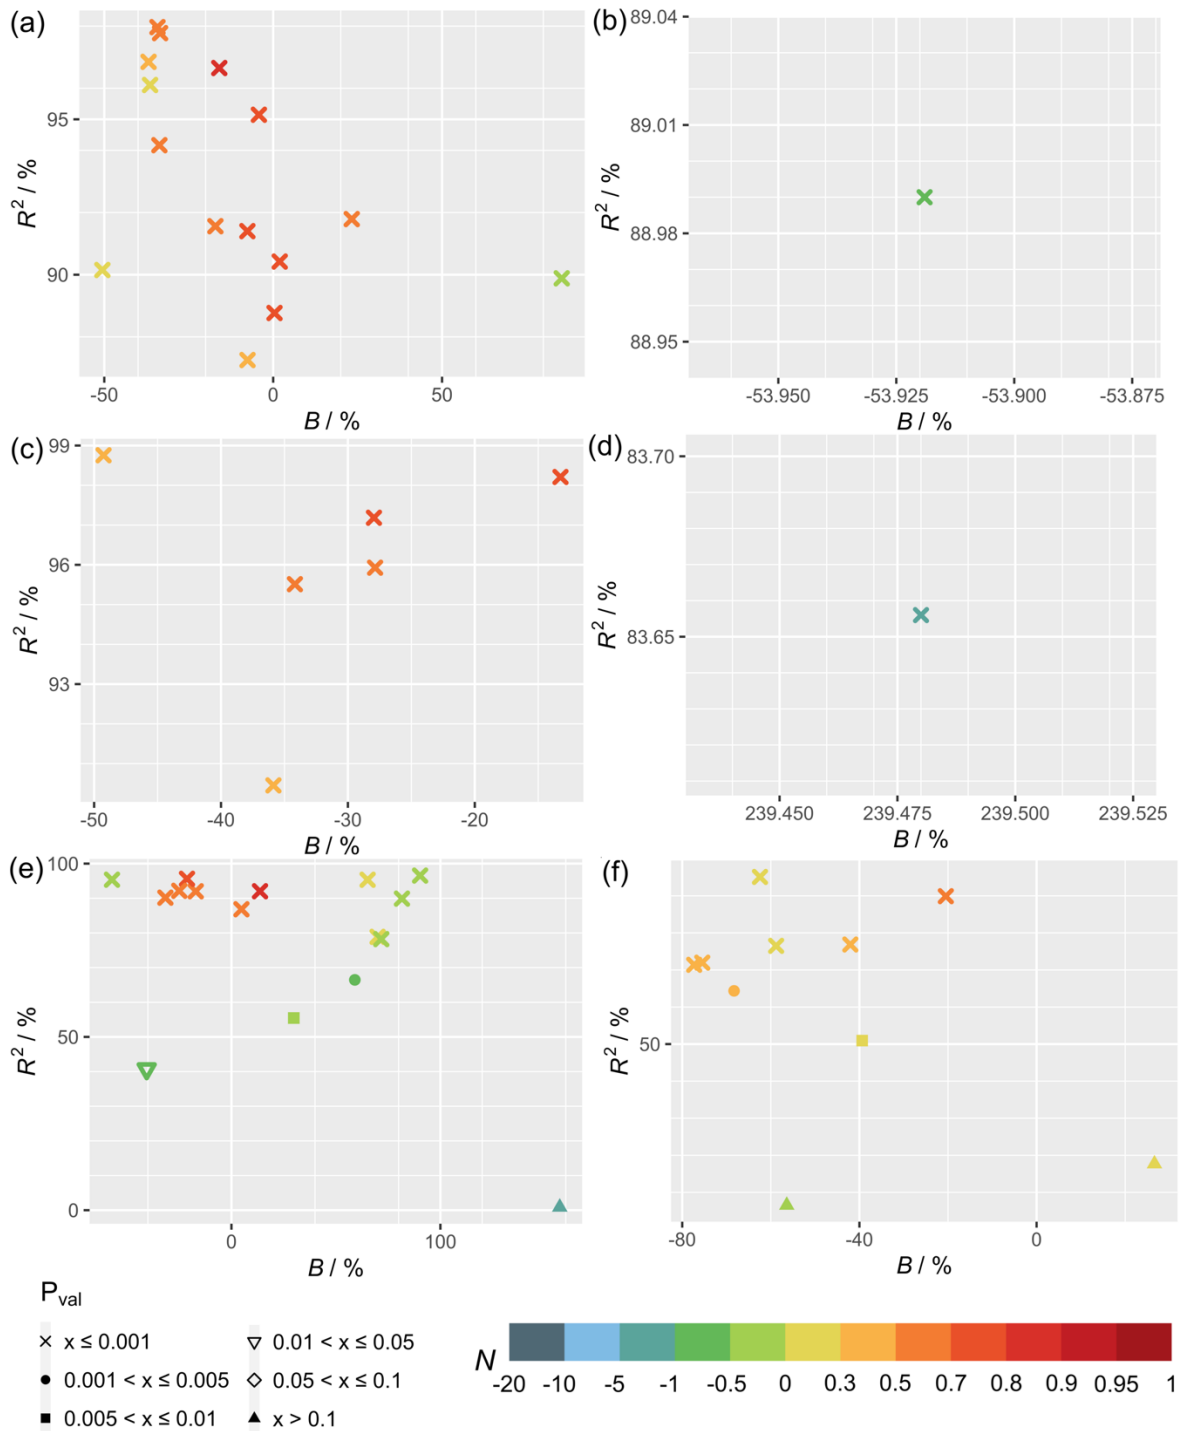 (a)
95
90
R² / %
-50 0 50
B / %
(b)
89.04
89.01
88.98
88.95
R² / %
-53.950 -53.925 -53.900 -53.875
B / %
(c)
99
96
93
R² / %
-50 -40 -30 -20
B / %
(d)
83.70
83.65
R² / %
239.450 239.475 239.500 239.525
B / %
(e)
100
50
0
R² / %
0 100
B / %
(f)
50
R² / %
-80 -40 0
B / %
Pval
x ≤ 0.001
0.001 < x ≤ 0.005
0.005 < x ≤ 0.01
0.01 < x ≤ 0.05
0.05 < x ≤ 0.1
x > 0.1
N
-20 -10 -5 -1 -0.5 0 0.3 0.5 0.7 0.8 0.9 0.95 1